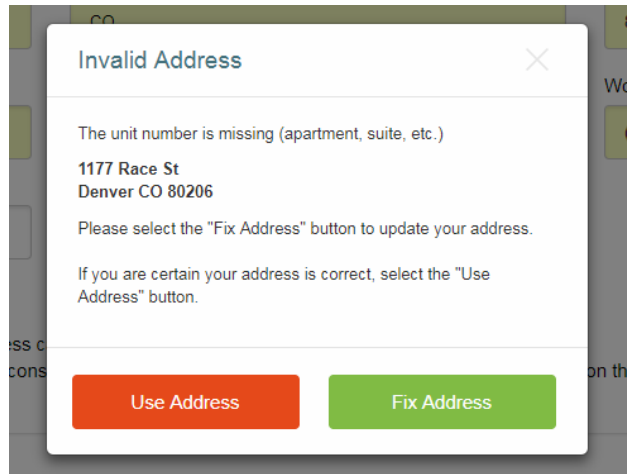 CO
Invalid Address
The unit number is missing (apartment, suite, etc.)
1177 Race St
Denver CO 80206
Please select the "Fix Address" button to update your address.
If you are certain your address is correct, select the "Use
Address" button.
Use Address
Fix Address